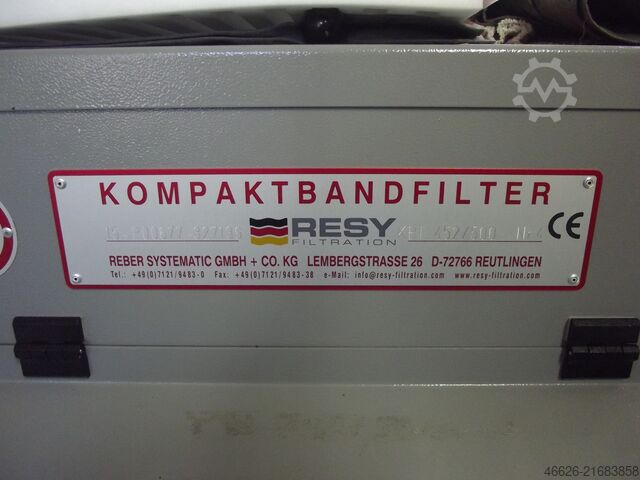 KOMPAKTBANDFILTER
RESY
FILTRATION
CE
REBER SYSTEMATIC GMBH + CO. KG LEMBERGSTRASSE 26 D-72766 REUTLINGEN
Tel.: +49(0)7121/9483-0 Fax: +49(0)7121/9483-38 e-Mail: info@resy-filtration.com www.resy-filtration.com
46626-21683858